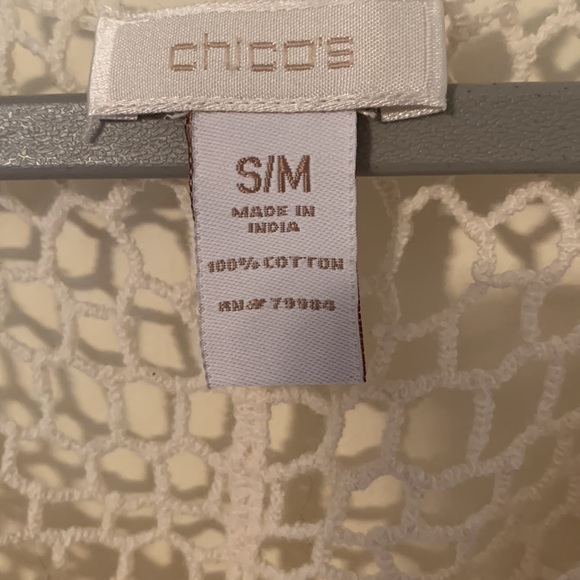 chico's
S/M
MADE IN
INDIA
100% COTTON
RN# 79984